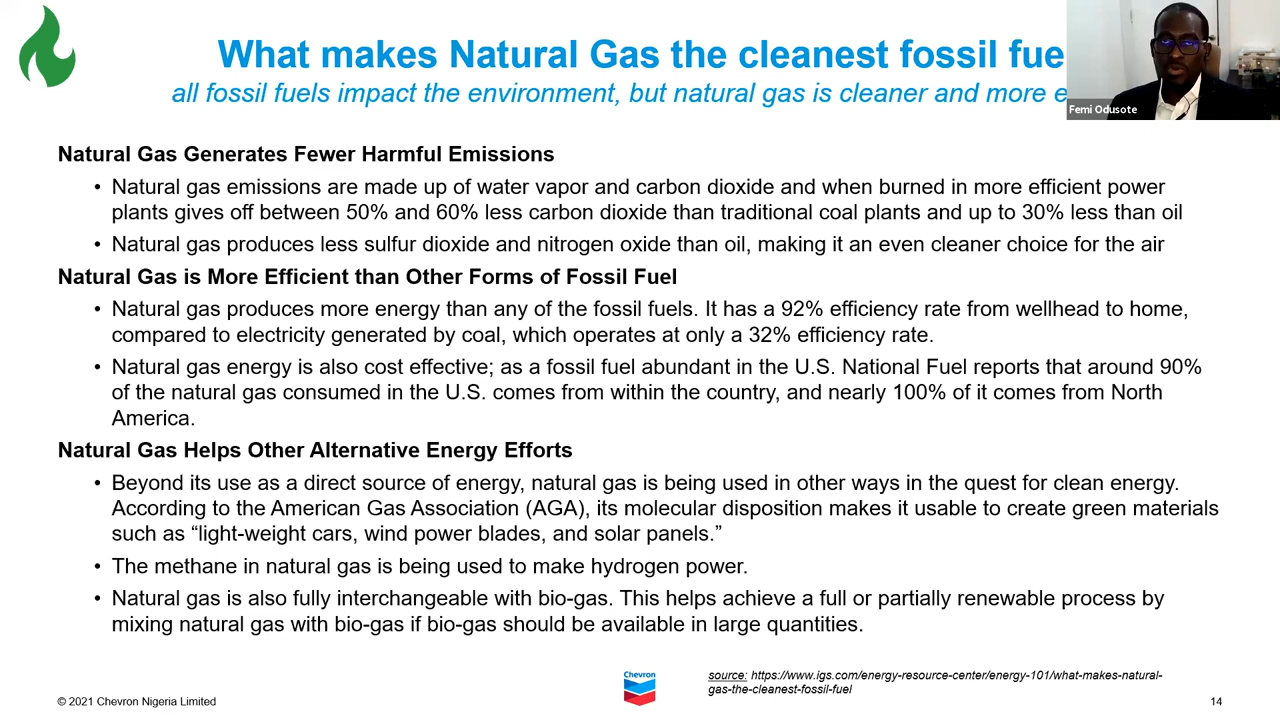 What makes Natural Gas the cleanest fossil fue
all fossil fuels impact the environment, but natural gas is cleaner and more e
Femi Odusote
Natural Gas Generates Fewer Harmful Emissions
• Natural gas emissions are made up of water vapor and carbon dioxide and when burned in more efficient power
plants gives off between 50% and 60% less carbon dioxide than traditional coal plants and up to 30% less than oil
• Natural gas produces less sulfur dioxide and nitrogen oxide than oil, making it an even cleaner choice for the air
Natural Gas is More Efficient than Other Forms of Fossil Fuel
• Natural gas produces more energy than any of the fossil fuels. It has a 92% efficiency rate from wellhead to home,
compared to electricity generated by coal, which operates at only a 32% efficiency rate.
• Natural gas energy is also cost effective; as a fossil fuel abundant in the U.S. National Fuel reports that around 90%
of the natural gas consumed in the U.S. comes from within the country, and nearly 100% of it comes from North
America.
Natural Gas Helps Other Alternative Energy Efforts
• Beyond its use as a direct source of energy, natural gas is being used in other ways in the quest for clean energy.
According to the American Gas Association (AGA), its molecular disposition makes it usable to create green materials
such as “light-weight cars, wind power blades, and solar panels.”
• The methane in natural gas is being used to make hydrogen power.
• Natural gas is also fully interchangeable with bio-gas. This helps achieve a full or partially renewable process by
mixing natural gas with bio-gas if bio-gas should be available in large quantities.
© 2021 Chevron Nigeria Limited
Chevron
source: https://www.igs.com/energy-resource-center/energy-101/what-makes-natural-
gas-the-cleanest-fossil-fuel
14